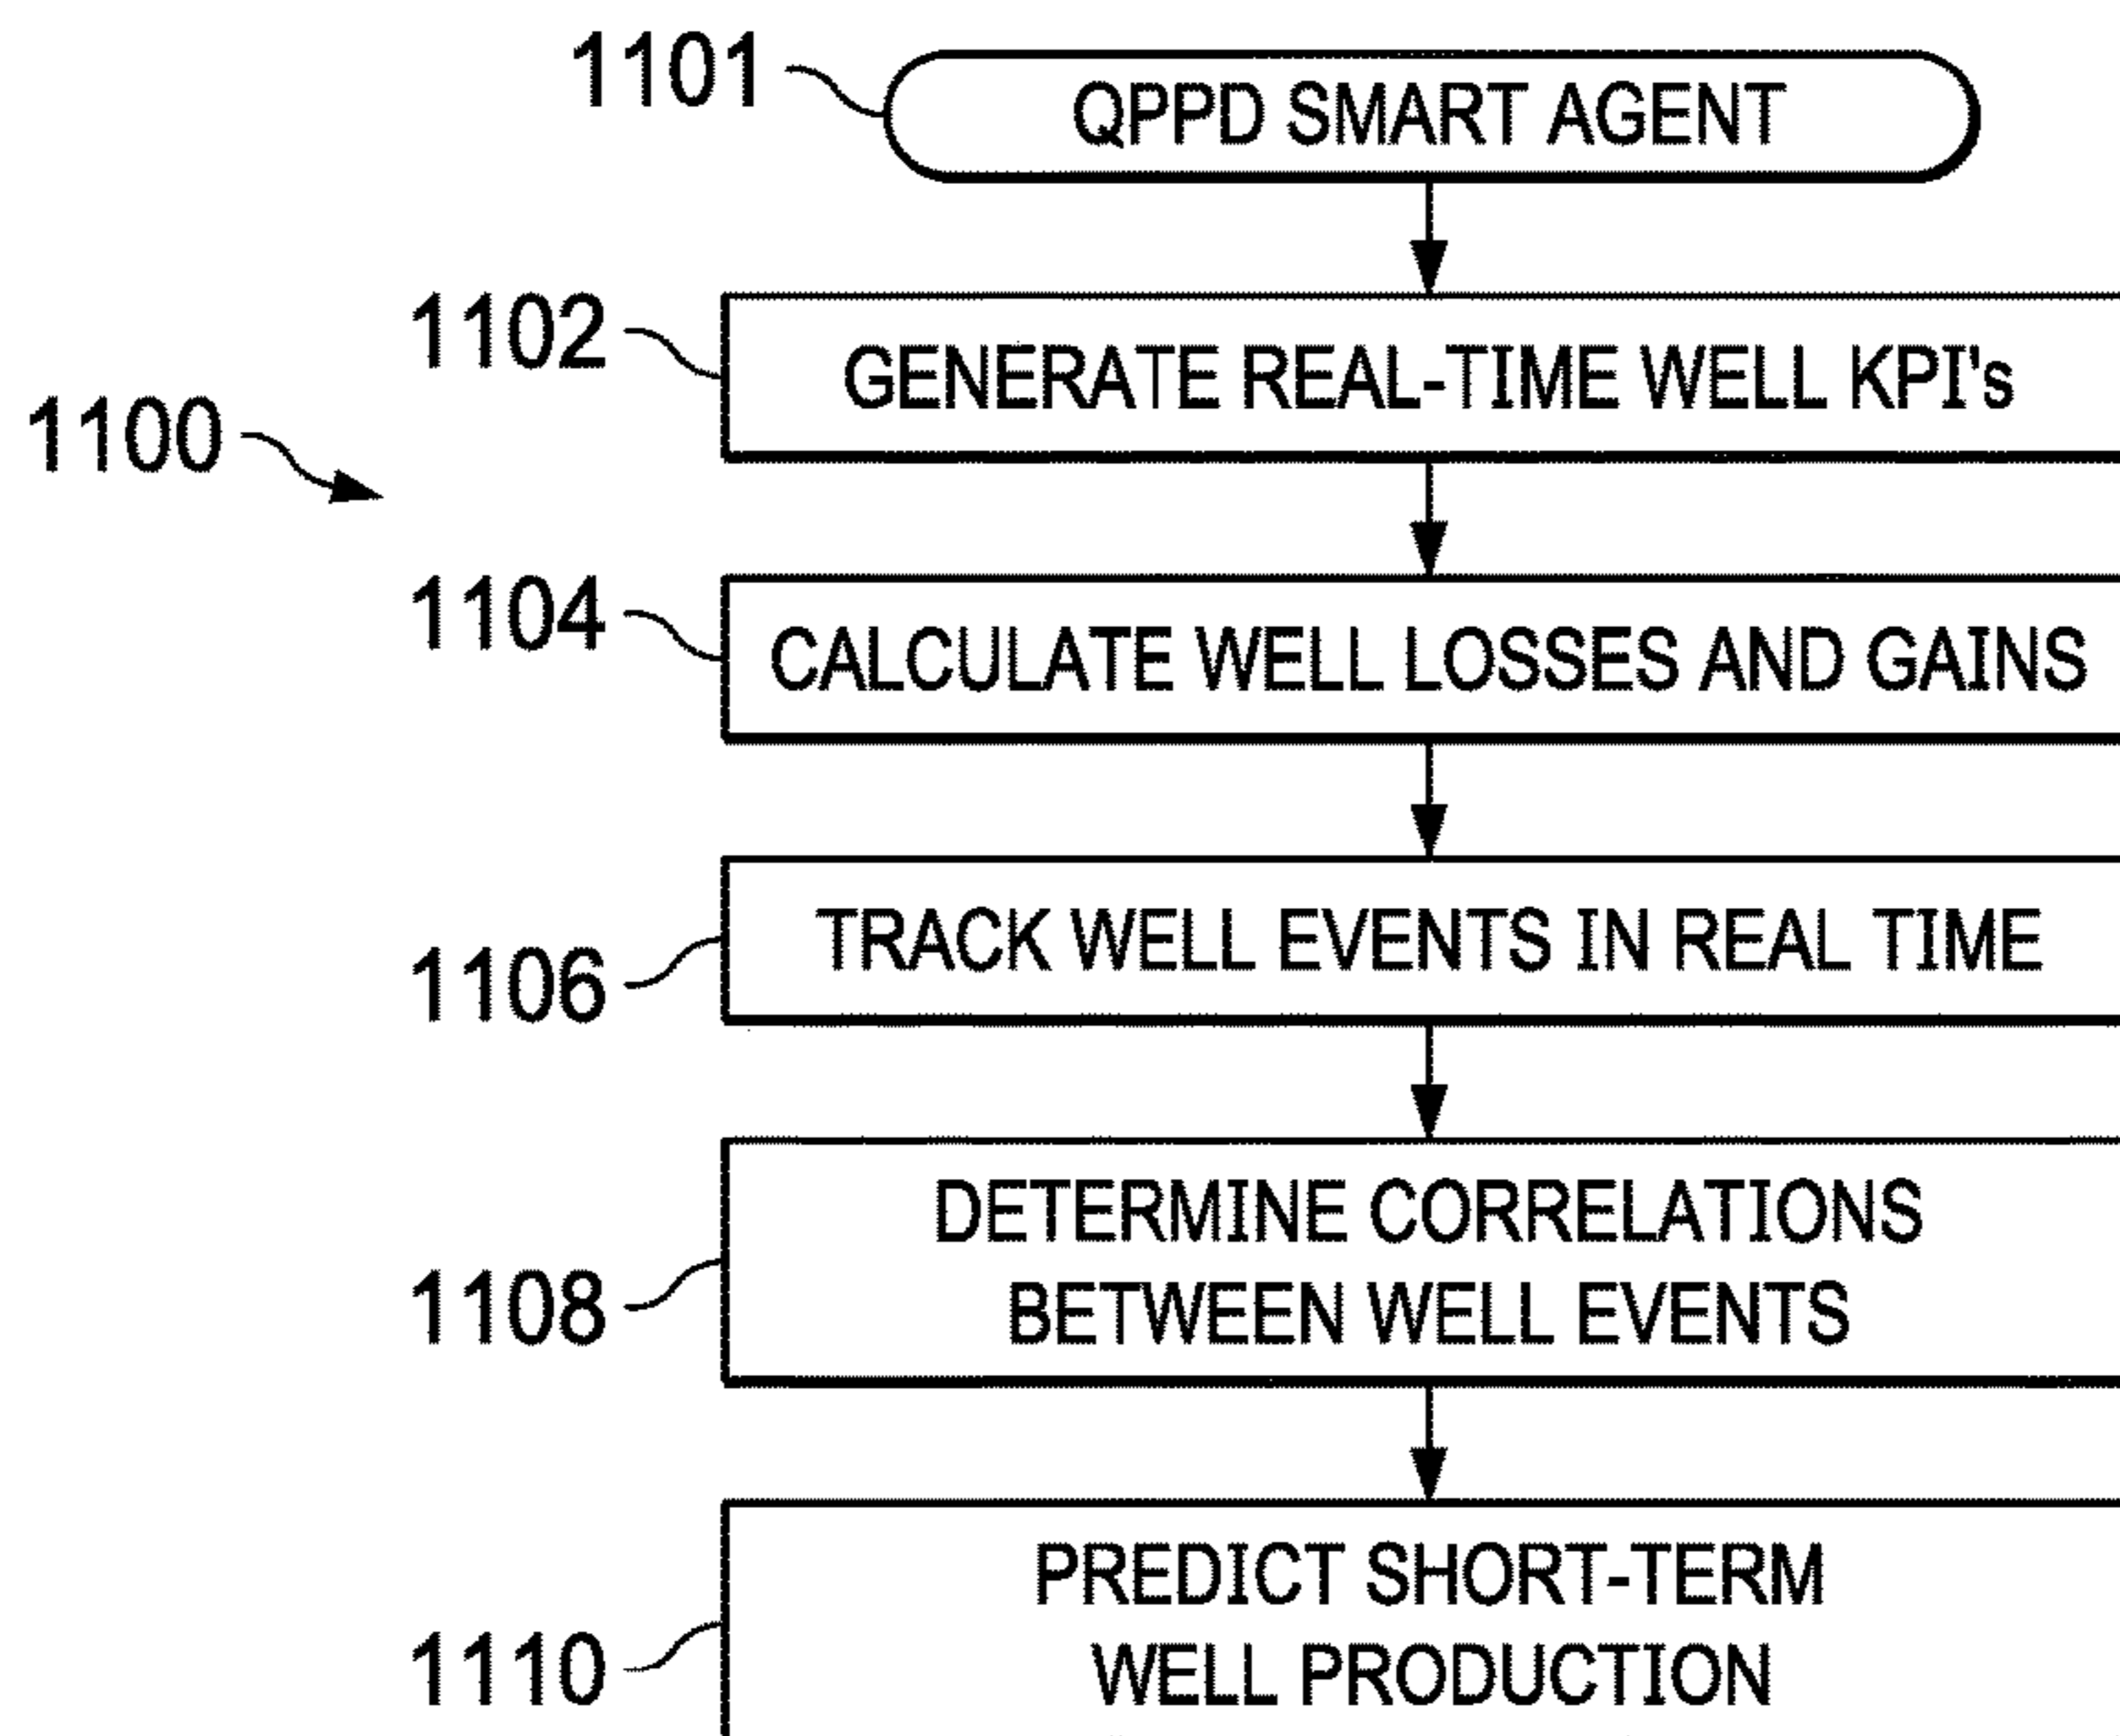 1101
QPPD SMART AGENT
1102
GENERATE REAL-TIME WELL KPI's
1100
1104
CALCULATE WELL LOSSES AND GAINS
TRACK WELL EVENTS IN REAL TIME
1106
DETERMINE CORRELATIONS
BETWEEN WELL EVENTS
1108
PREDICT SHORT-TERM
WELL PRODUCTION
1110